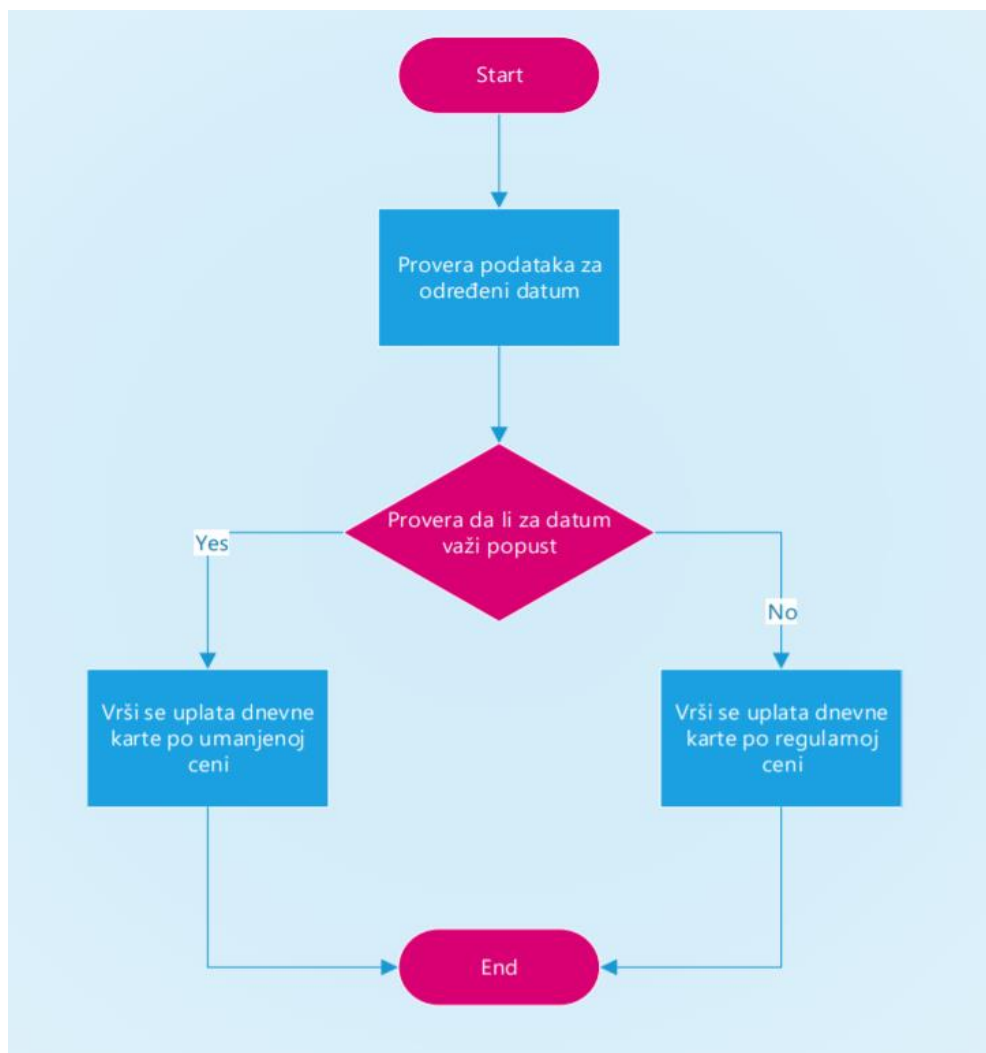 Start
Provera podataka za
određeni datum
Provera da li za datum
važi popust
Yes
No
Vrši se uplata dnevne
karte po umanjenoj
ceni
Vrši se uplata dnevne
karte po regularnoj
ceni
End